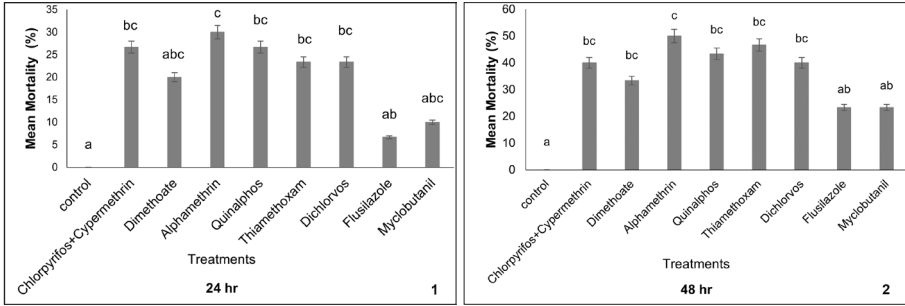 Mean Mortality (%)
35
30
25
20
15
10
5
0
a
bc
abc
c
bc
bc
bc
ab
abc
control
Chlorpyrifos+Cypermethrin
Dimethoate
Alphamethrin
Quinalphos
Thiamethoxam
Dichlorvos
Flusilazole
Myclobutanil
Treatments
24 hr
1
Mean Mortality (%)
60
50
40
30
20
10
0
a
bc
bc
c
bc
bc
bc
ab
ab
control
Chlorpyrifos+Cypermethrin
Dimethoate
Alphamethrin
Quinalphos
Thiamethoxam
Dichlorvos
Flusilazole
Myclobutanil
Treatments
48 hr
2